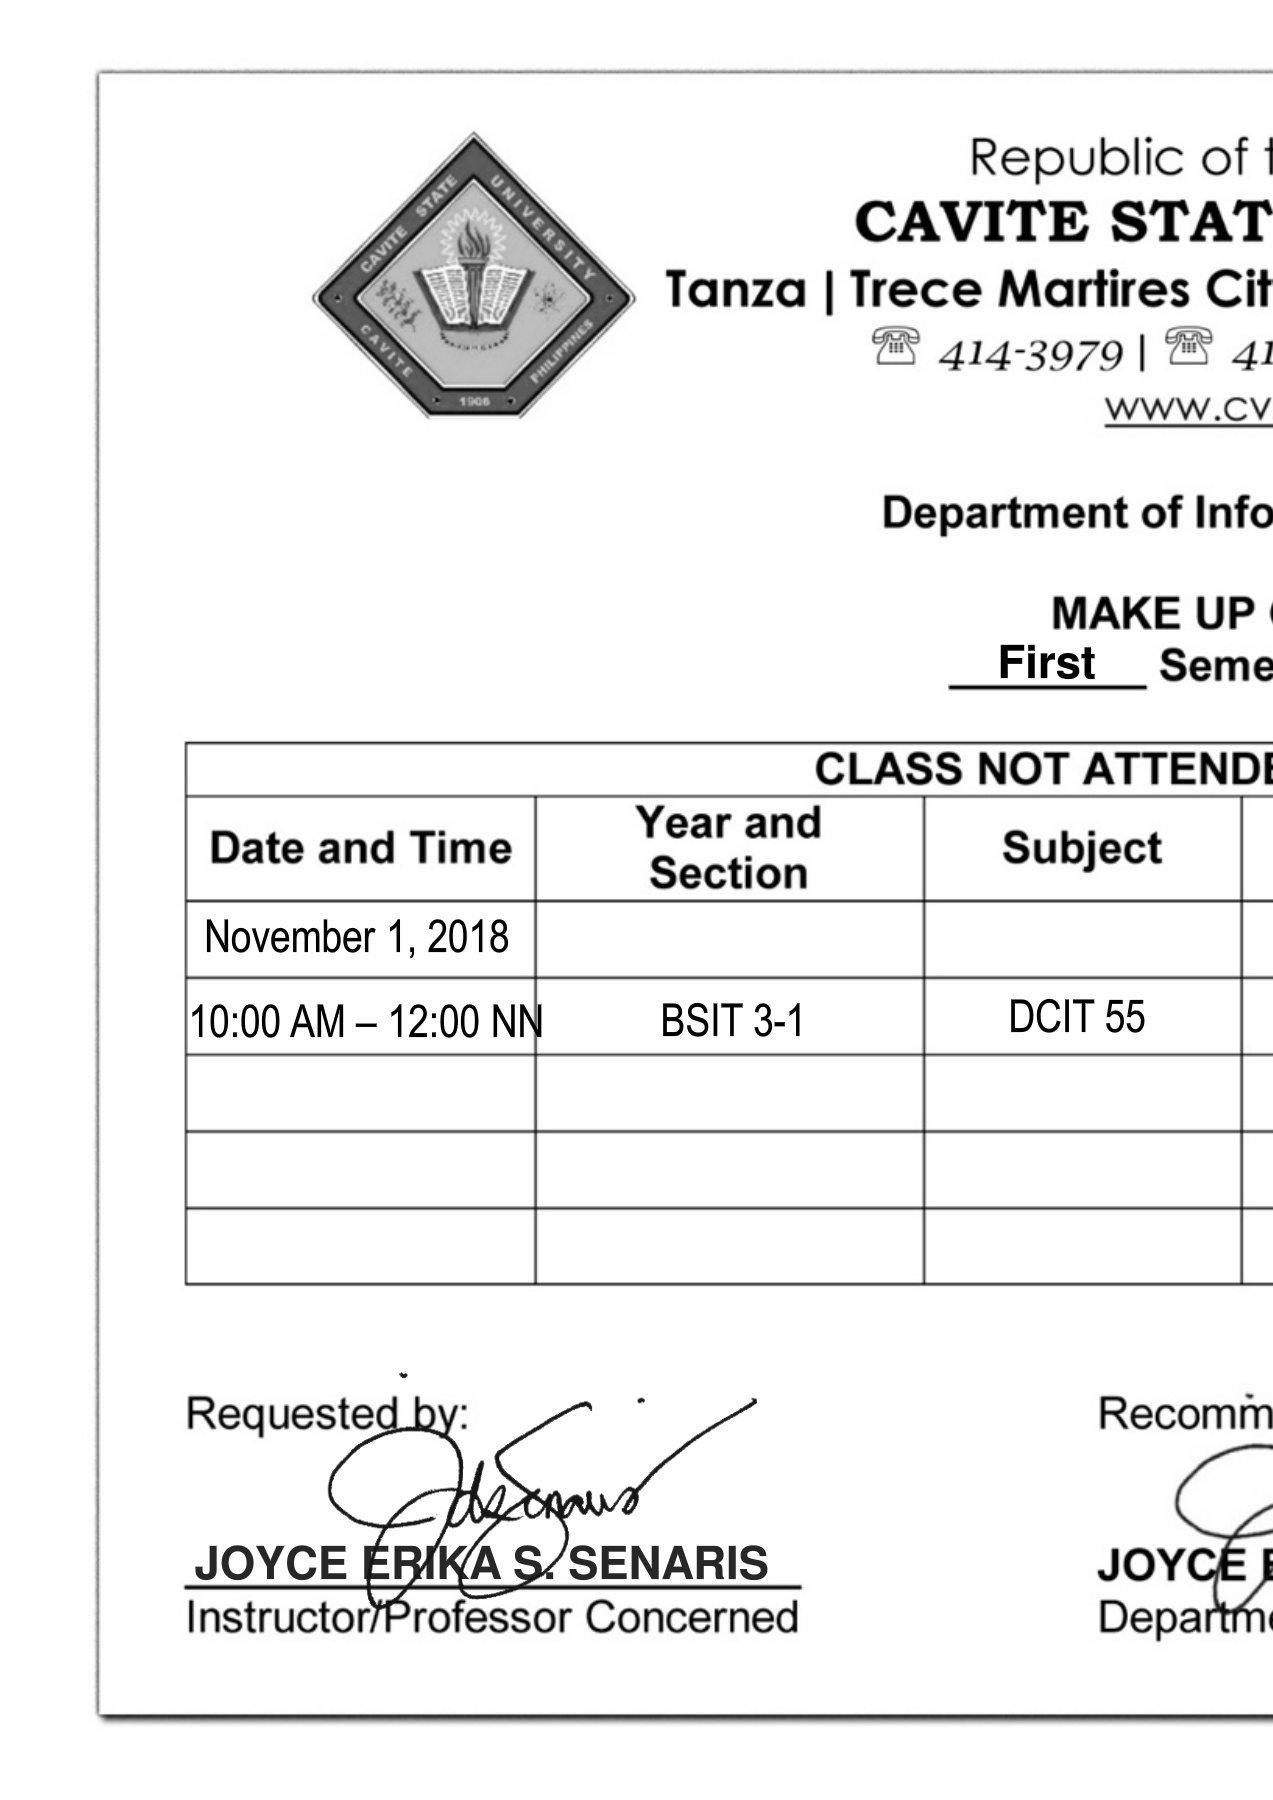 CAVITE STATE UNIVERSITY
CAVITE PHILIPPINES
1906
Republic of t
CAVITE STAT
Tanza | Trece Martires Cit
☏ 414-3979 | ☏ 41
www.cv
Department of Info
MAKE UP
First Seme
CLASS NOT ATTENDE
Date and Time Year and Section Subject
November 1, 2018
10:00 AM – 12:00 NN BSIT 3-1 DCIT 55
Requested by: Recomm
JOYCE ERIKA S. SENARIS JOYCE E
Instructor/Professor Concerned Departme